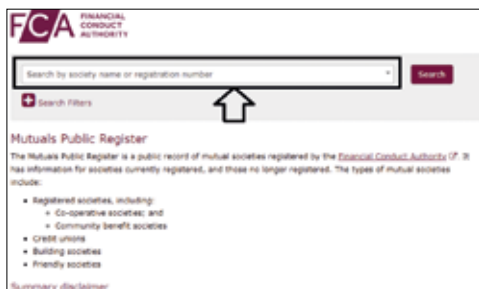 FCA FINANCIAL
CONDUCT
AUTHORITY
Search by society name or registration number
Search
Search Filters
Mutuals Public Register
The Mutuals Public Register is a public record of mutual societies registered by the Financial Conduct Authority. It
has information for societies currently registered, and those no longer registered. The types of mutual societies
include:
Registered societies, including:
Co-operative societies; and
Community benefit societies
Credit unions
Building societies
Friendly societies
Summary disclaimer